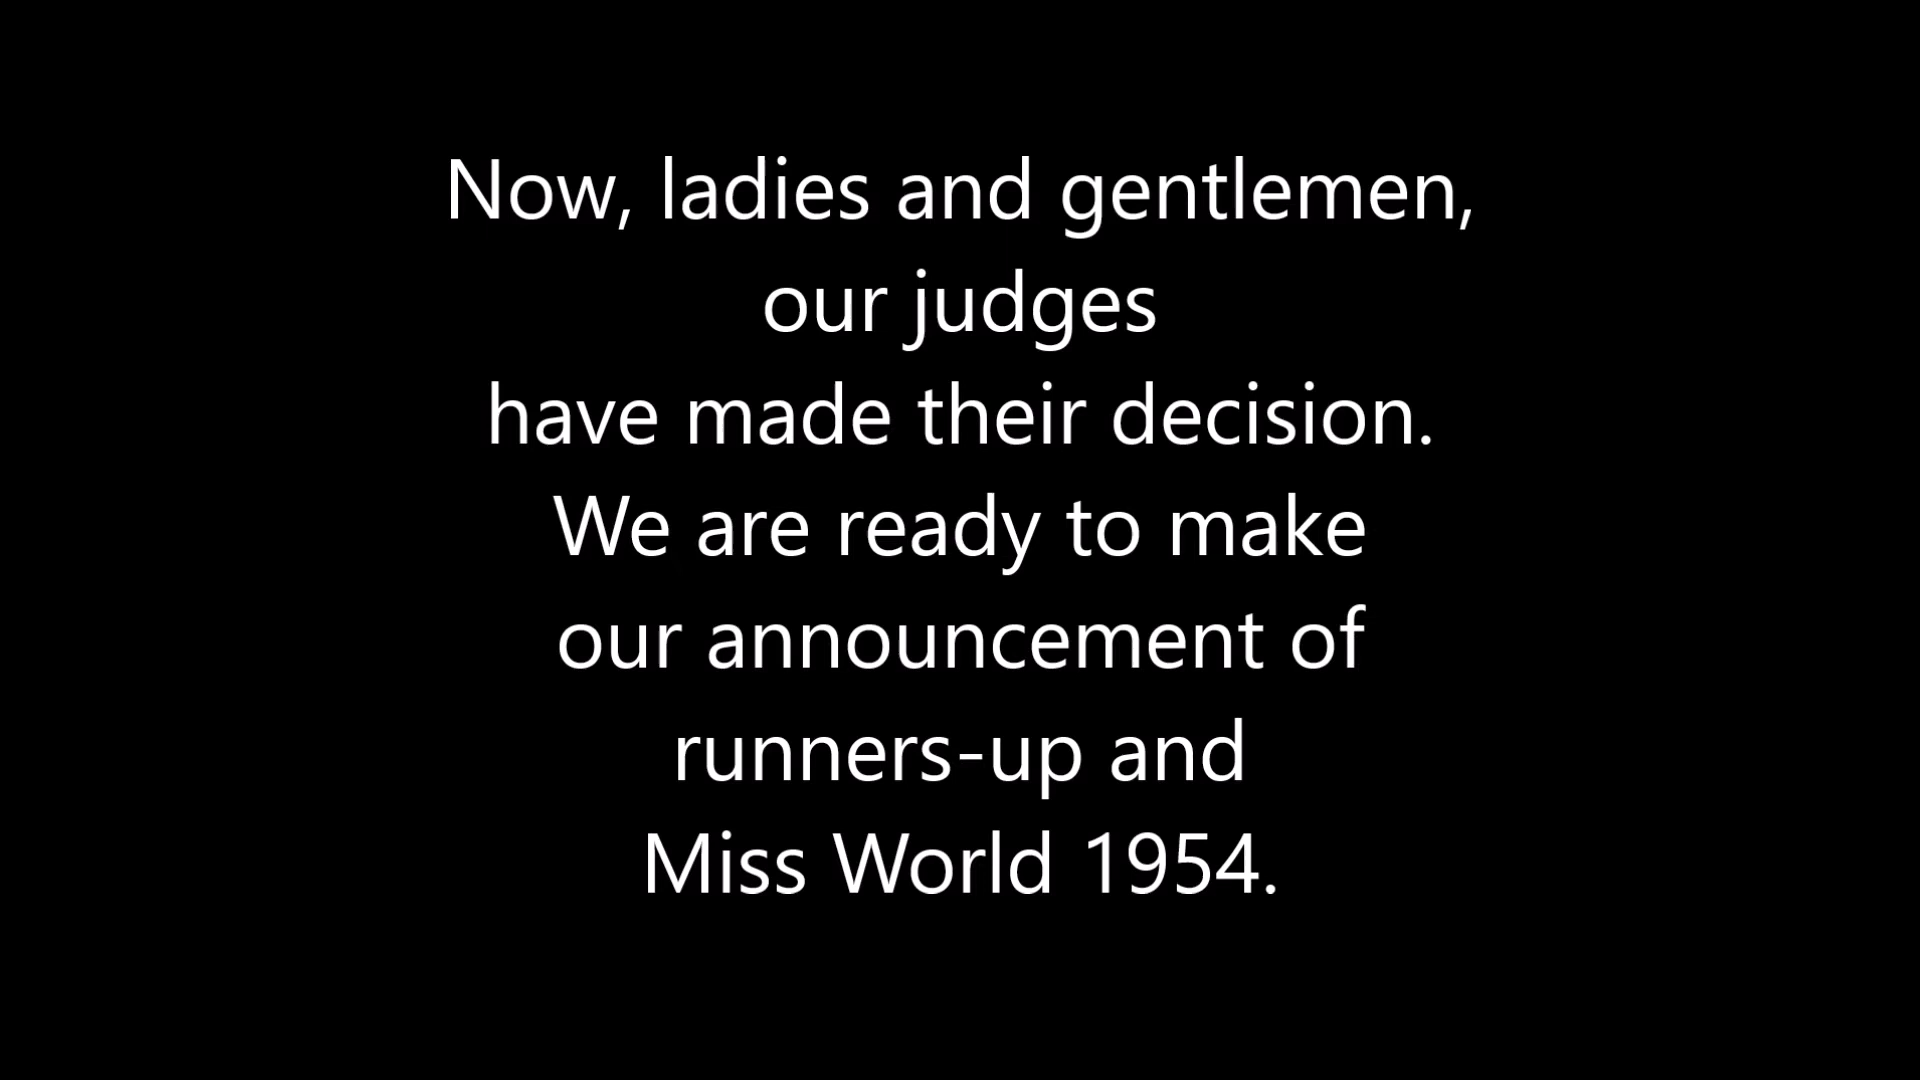 Now, ladies and gentlemen,
our judges
have made their decision.
We are ready to make
our announcement of
runners-up and
Miss World 1954.